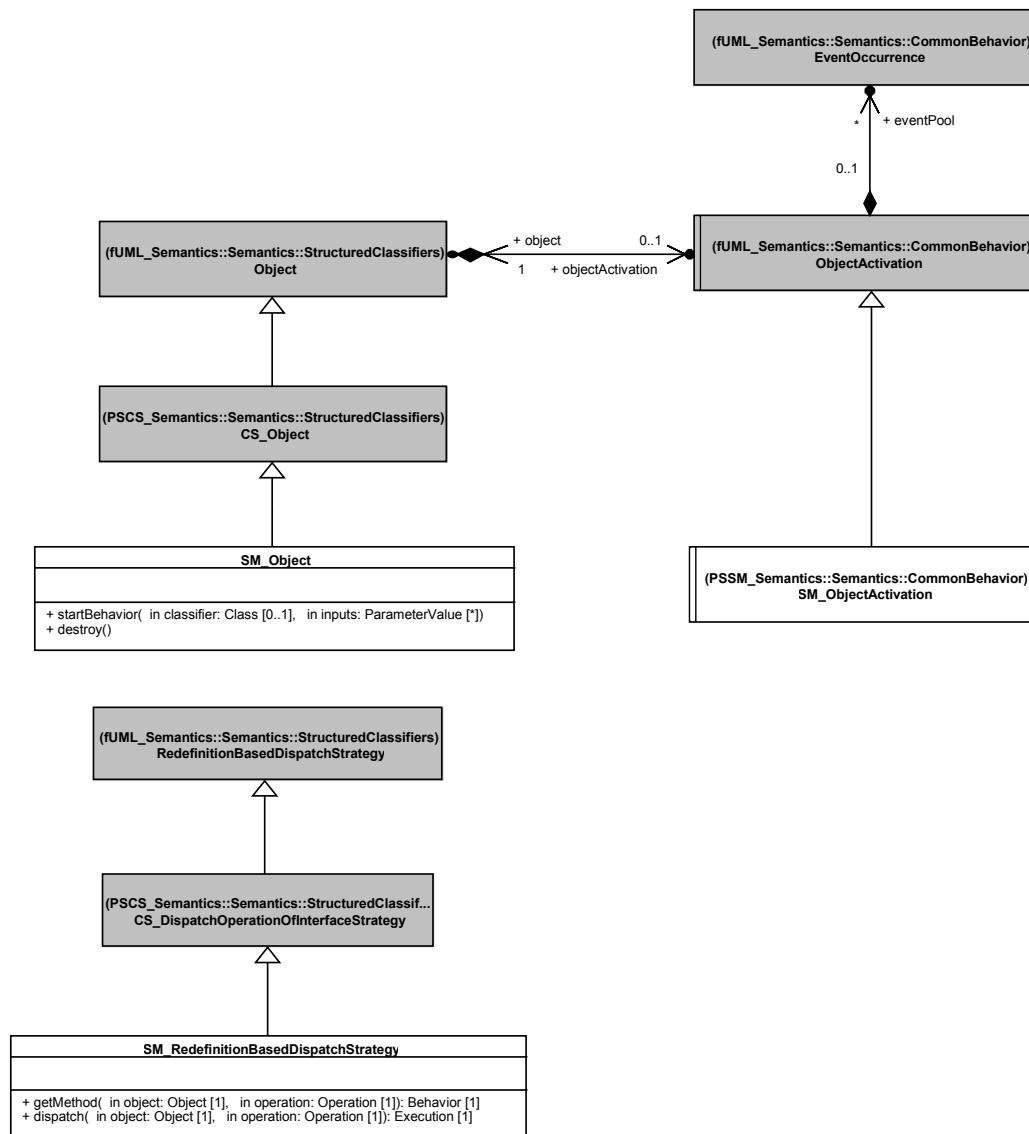 (fUML_Semantics::Semantics::CommonBehavior)
EventOccurrence
*
+ eventPool
0..1
(fUML_Semantics::Semantics::StructuredClassifiers)
Object
+ object
0..1
1
+ objectActivation
(fUML_Semantics::Semantics::CommonBehavior)
ObjectActivation
(PSCS_Semantics::Semantics::StructuredClassifiers)
CS_Object
SM_Object
+ startBehavior( in classifier: Class [0..1], in inputs: ParameterValue [*])
+ destroy()
(PSSM_Semantics::Semantics::CommonBehavior)
SM_ObjectActivation
(fUML_Semantics::Semantics::StructuredClassifiers)
RedefinitionBasedDispatchStrategy
(PSCS_Semantics::Semantics::StructuredClassif...
CS_DispatchOperationOfInterfaceStrategy
SM_RedefinitionBasedDispatchStrategy
+ getMethod( in object: Object [1], in operation: Operation [1]): Behavior [1]
+ dispatch( in object: Object [1], in operation: Operation [1]): Execution [1]